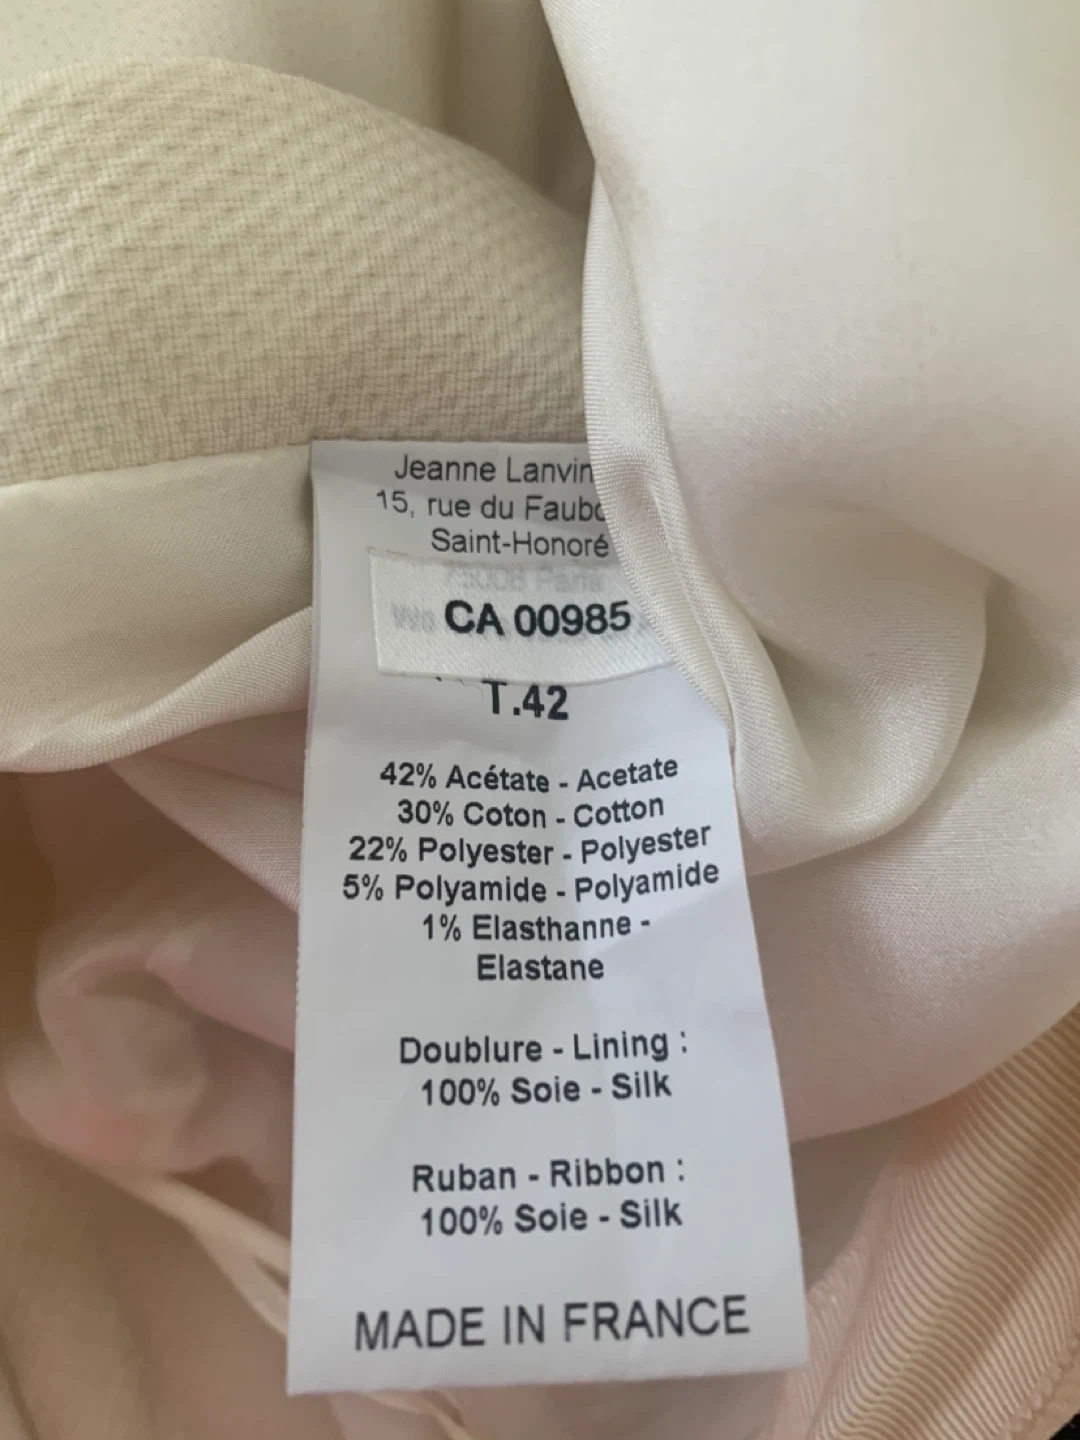 Jeanne Lanvin
15, rue du Faubo
Saint-Honoré
75008 Paris
CA 00985
T.42
42% Acétate - Acetate
30% Coton - Cotton
22% Polyester - Polyester
5% Polyamide - Polyamide
1% Elasthanne -
Elastane
Doublure - Lining :
100% Soie - Silk
Ruban - Ribbon :
100% Soie - Silk
MADE IN FRANCE